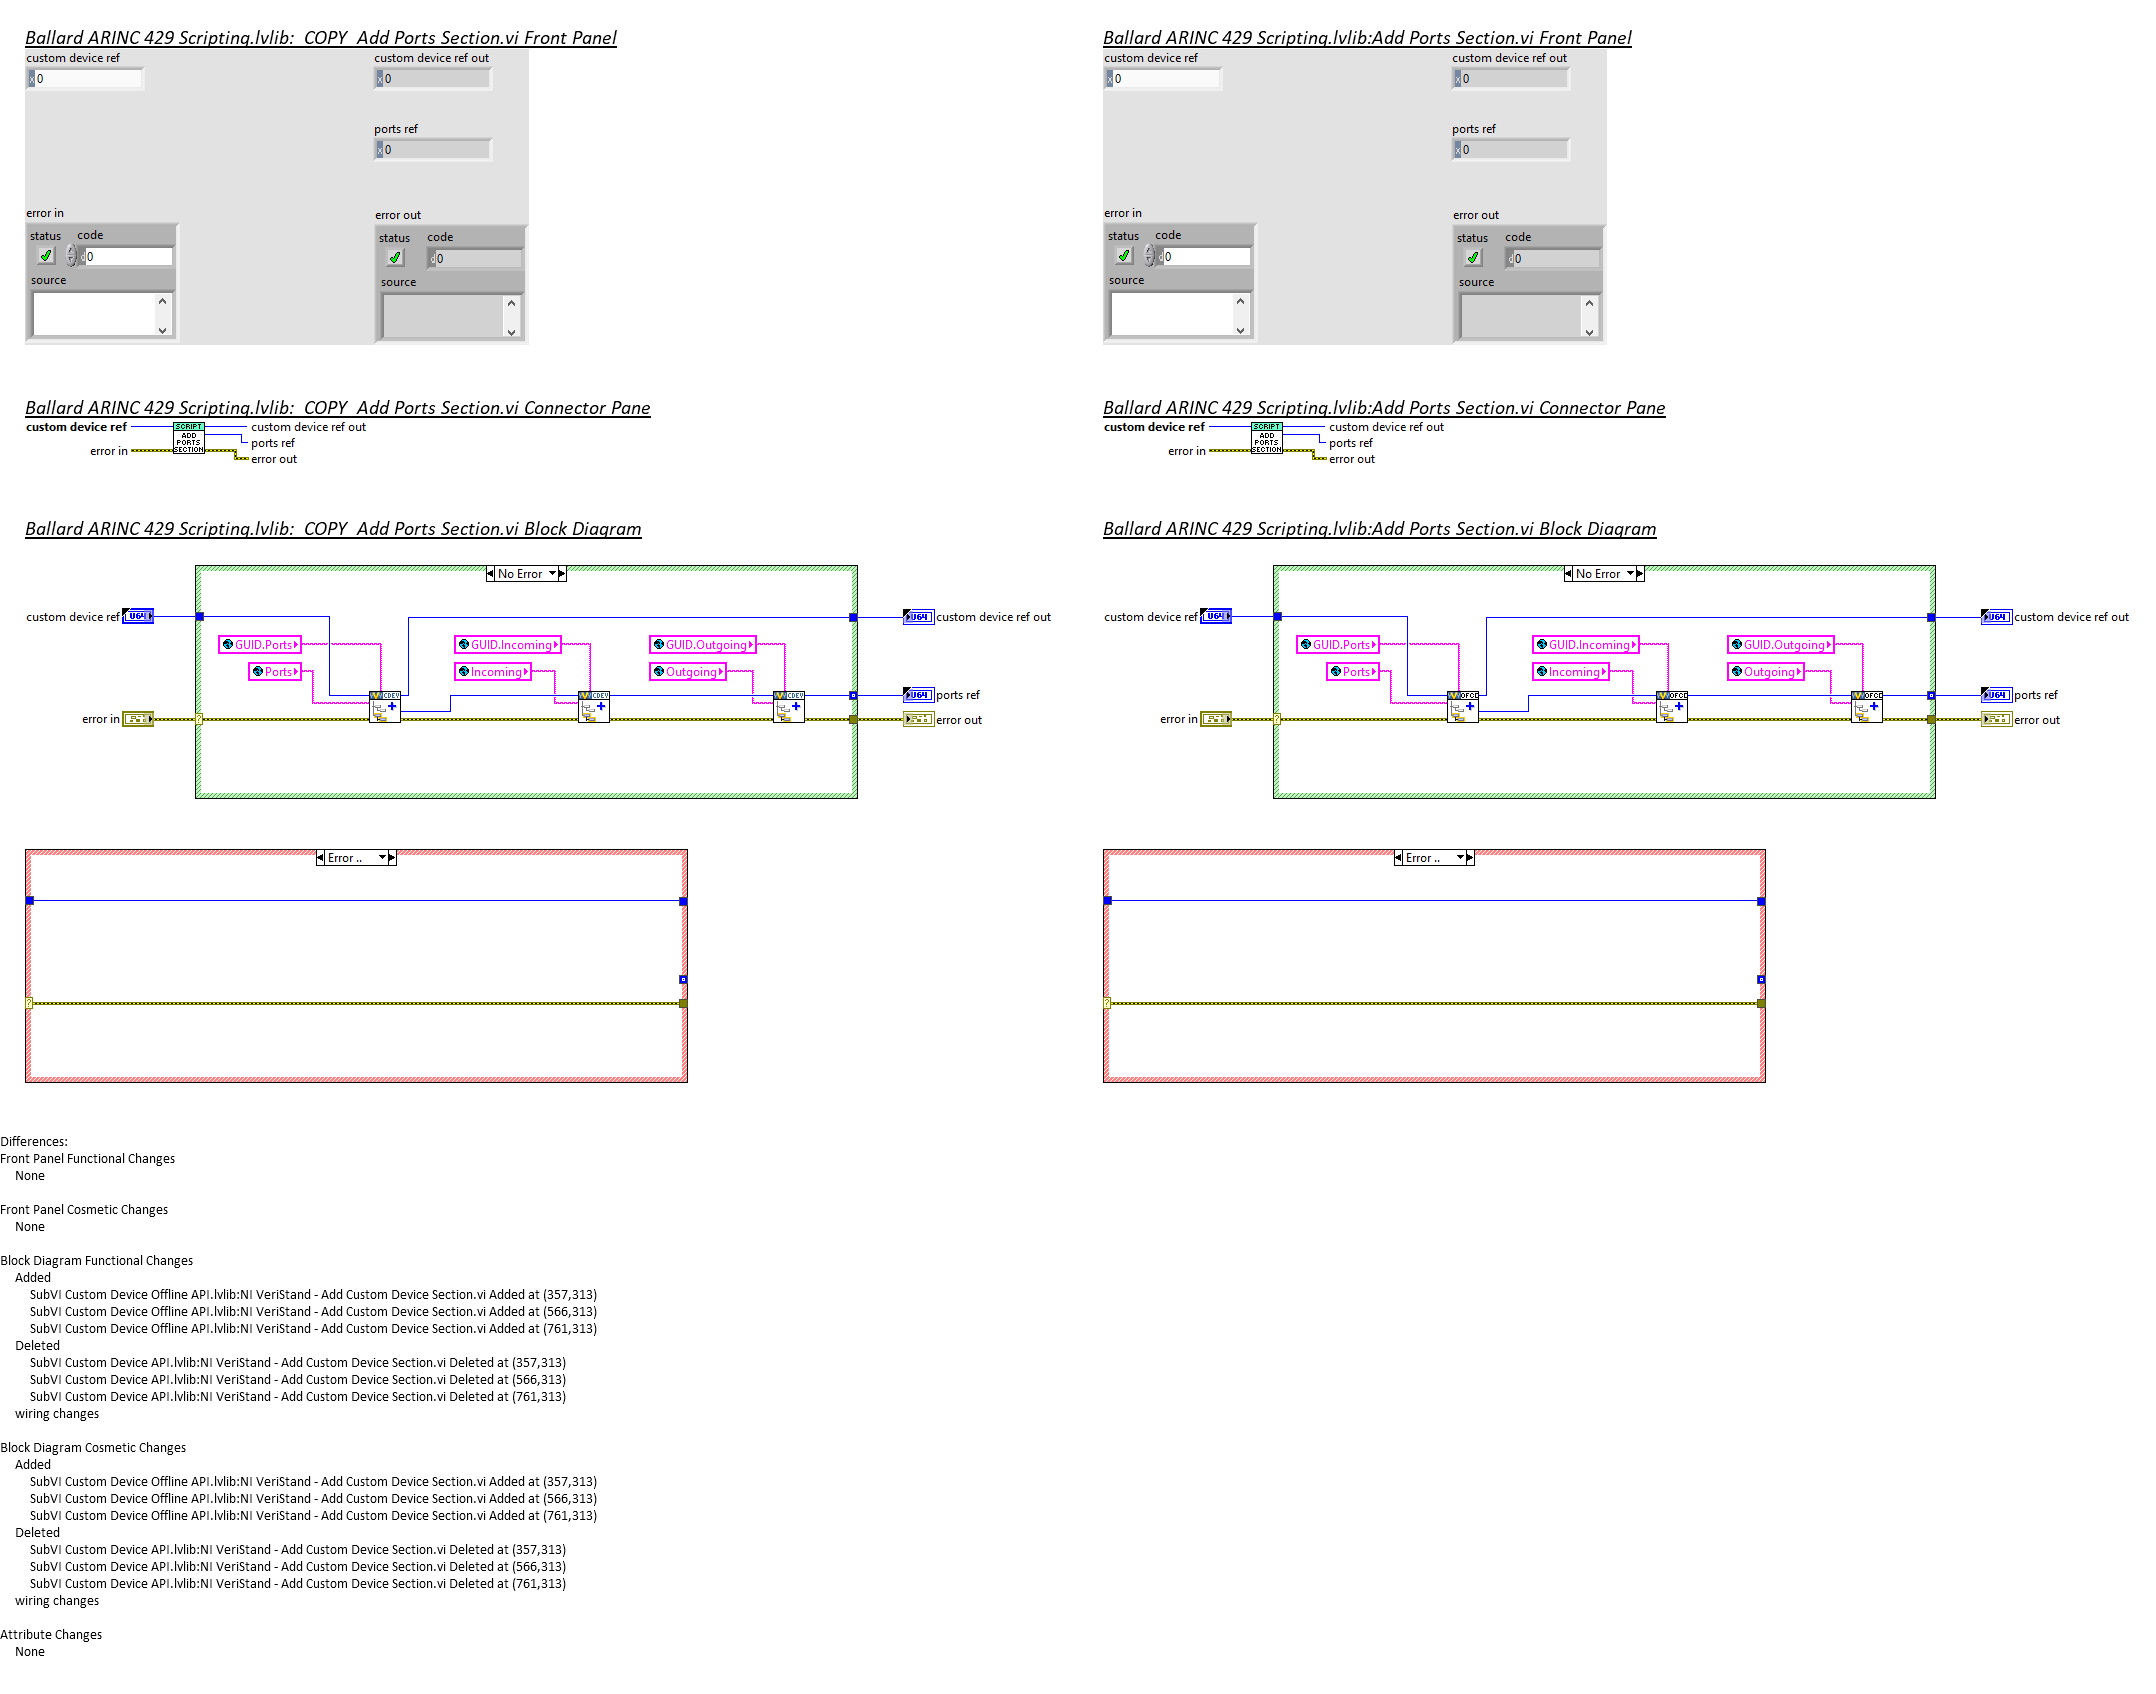 Ballard ARINC 429 Scripting.lvlib:  COPY  Add Ports Section.vi Front Panel
custom device ref
x 0
custom device ref out
x 0
ports ref
x 0
error in
status
code
d 0
source
error out
status
code
d 0
source
Ballard ARINC 429 Scripting.lvlib:Add Ports Section.vi Front Panel
custom device ref
x 0
custom device ref out
x 0
ports ref
x 0
error in
status
code
d 0
source
error out
status
code
d 0
source
Ballard ARINC 429 Scripting.lvlib:  COPY  Add Ports Section.vi Connector Pane
custom device ref
SCRIPT
ADD
PORTS
SECTION
custom device ref out
ports ref
error in
error out
Ballard ARINC 429 Scripting.lvlib:Add Ports Section.vi Connector Pane
custom device ref
SCRIPT
ADD
PORTS
SECTION
custom device ref out
ports ref
error in
error out
Ballard ARINC 429 Scripting.lvlib:  COPY  Add Ports Section.vi Block Diagram
No Error
custom device ref
U64
U64
custom device ref out
GUID.Ports
GUID.Incoming
GUID.Outgoing
Ports
Incoming
Outgoing
CDEV
CDEV
CDEV
U64
ports ref
error in
?
error out
Error ..
?
Ballard ARINC 429 Scripting.lvlib:Add Ports Section.vi Block Diagram
No Error
custom device ref
U64
U64
custom device ref out
GUID.Ports
GUID.Incoming
GUID.Outgoing
Ports
Incoming
Outgoing
OFCD
OFCD
OFCD
U64
ports ref
error in
?
error out
Error ..
?
Differences:
Front Panel Functional Changes
None
Front Panel Cosmetic Changes
None
Block Diagram Functional Changes
Added
SubVI Custom Device Offline API.lvlib:NI VeriStand - Add Custom Device Section.vi Added at (357,313)
SubVI Custom Device Offline API.lvlib:NI VeriStand - Add Custom Device Section.vi Added at (566,313)
SubVI Custom Device Offline API.lvlib:NI VeriStand - Add Custom Device Section.vi Added at (761,313)
Deleted
SubVI Custom Device API.lvlib:NI VeriStand - Add Custom Device Section.vi Deleted at (357,313)
SubVI Custom Device API.lvlib:NI VeriStand - Add Custom Device Section.vi Deleted at (566,313)
SubVI Custom Device API.lvlib:NI VeriStand - Add Custom Device Section.vi Deleted at (761,313)
wiring changes
Block Diagram Cosmetic Changes
Added
SubVI Custom Device Offline API.lvlib:NI VeriStand - Add Custom Device Section.vi Added at (357,313)
SubVI Custom Device Offline API.lvlib:NI VeriStand - Add Custom Device Section.vi Added at (566,313)
SubVI Custom Device Offline API.lvlib:NI VeriStand - Add Custom Device Section.vi Added at (761,313)
Deleted
SubVI Custom Device API.lvlib:NI VeriStand - Add Custom Device Section.vi Deleted at (357,313)
SubVI Custom Device API.lvlib:NI VeriStand - Add Custom Device Section.vi Deleted at (566,313)
SubVI Custom Device API.lvlib:NI VeriStand - Add Custom Device Section.vi Deleted at (761,313)
wiring changes
Attribute Changes
None